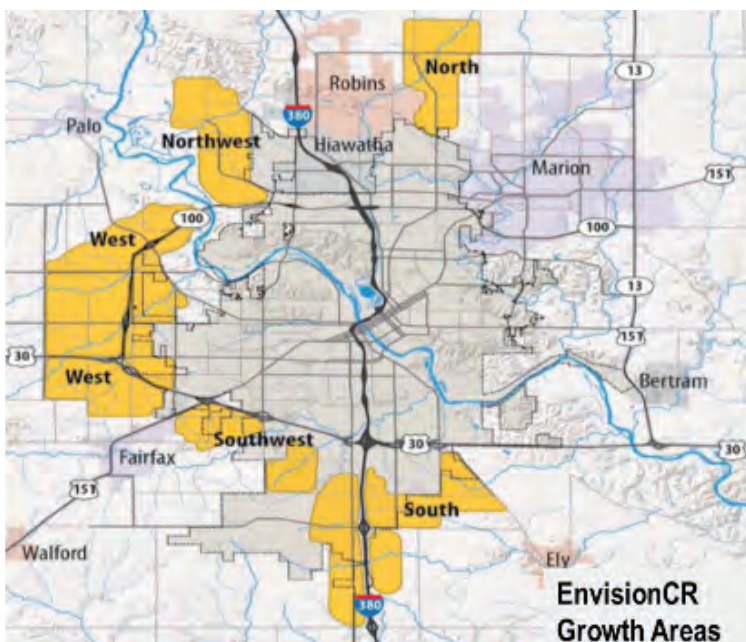 North
13
Robins
380
Palo
Northwest
Hiawatha
Marion
151
100
West
100
13
30
151
West
Bertram
Southwest
30
30
Fairfax
151
South
Walford
Ely
380
EnvisionCR
Growth Areas